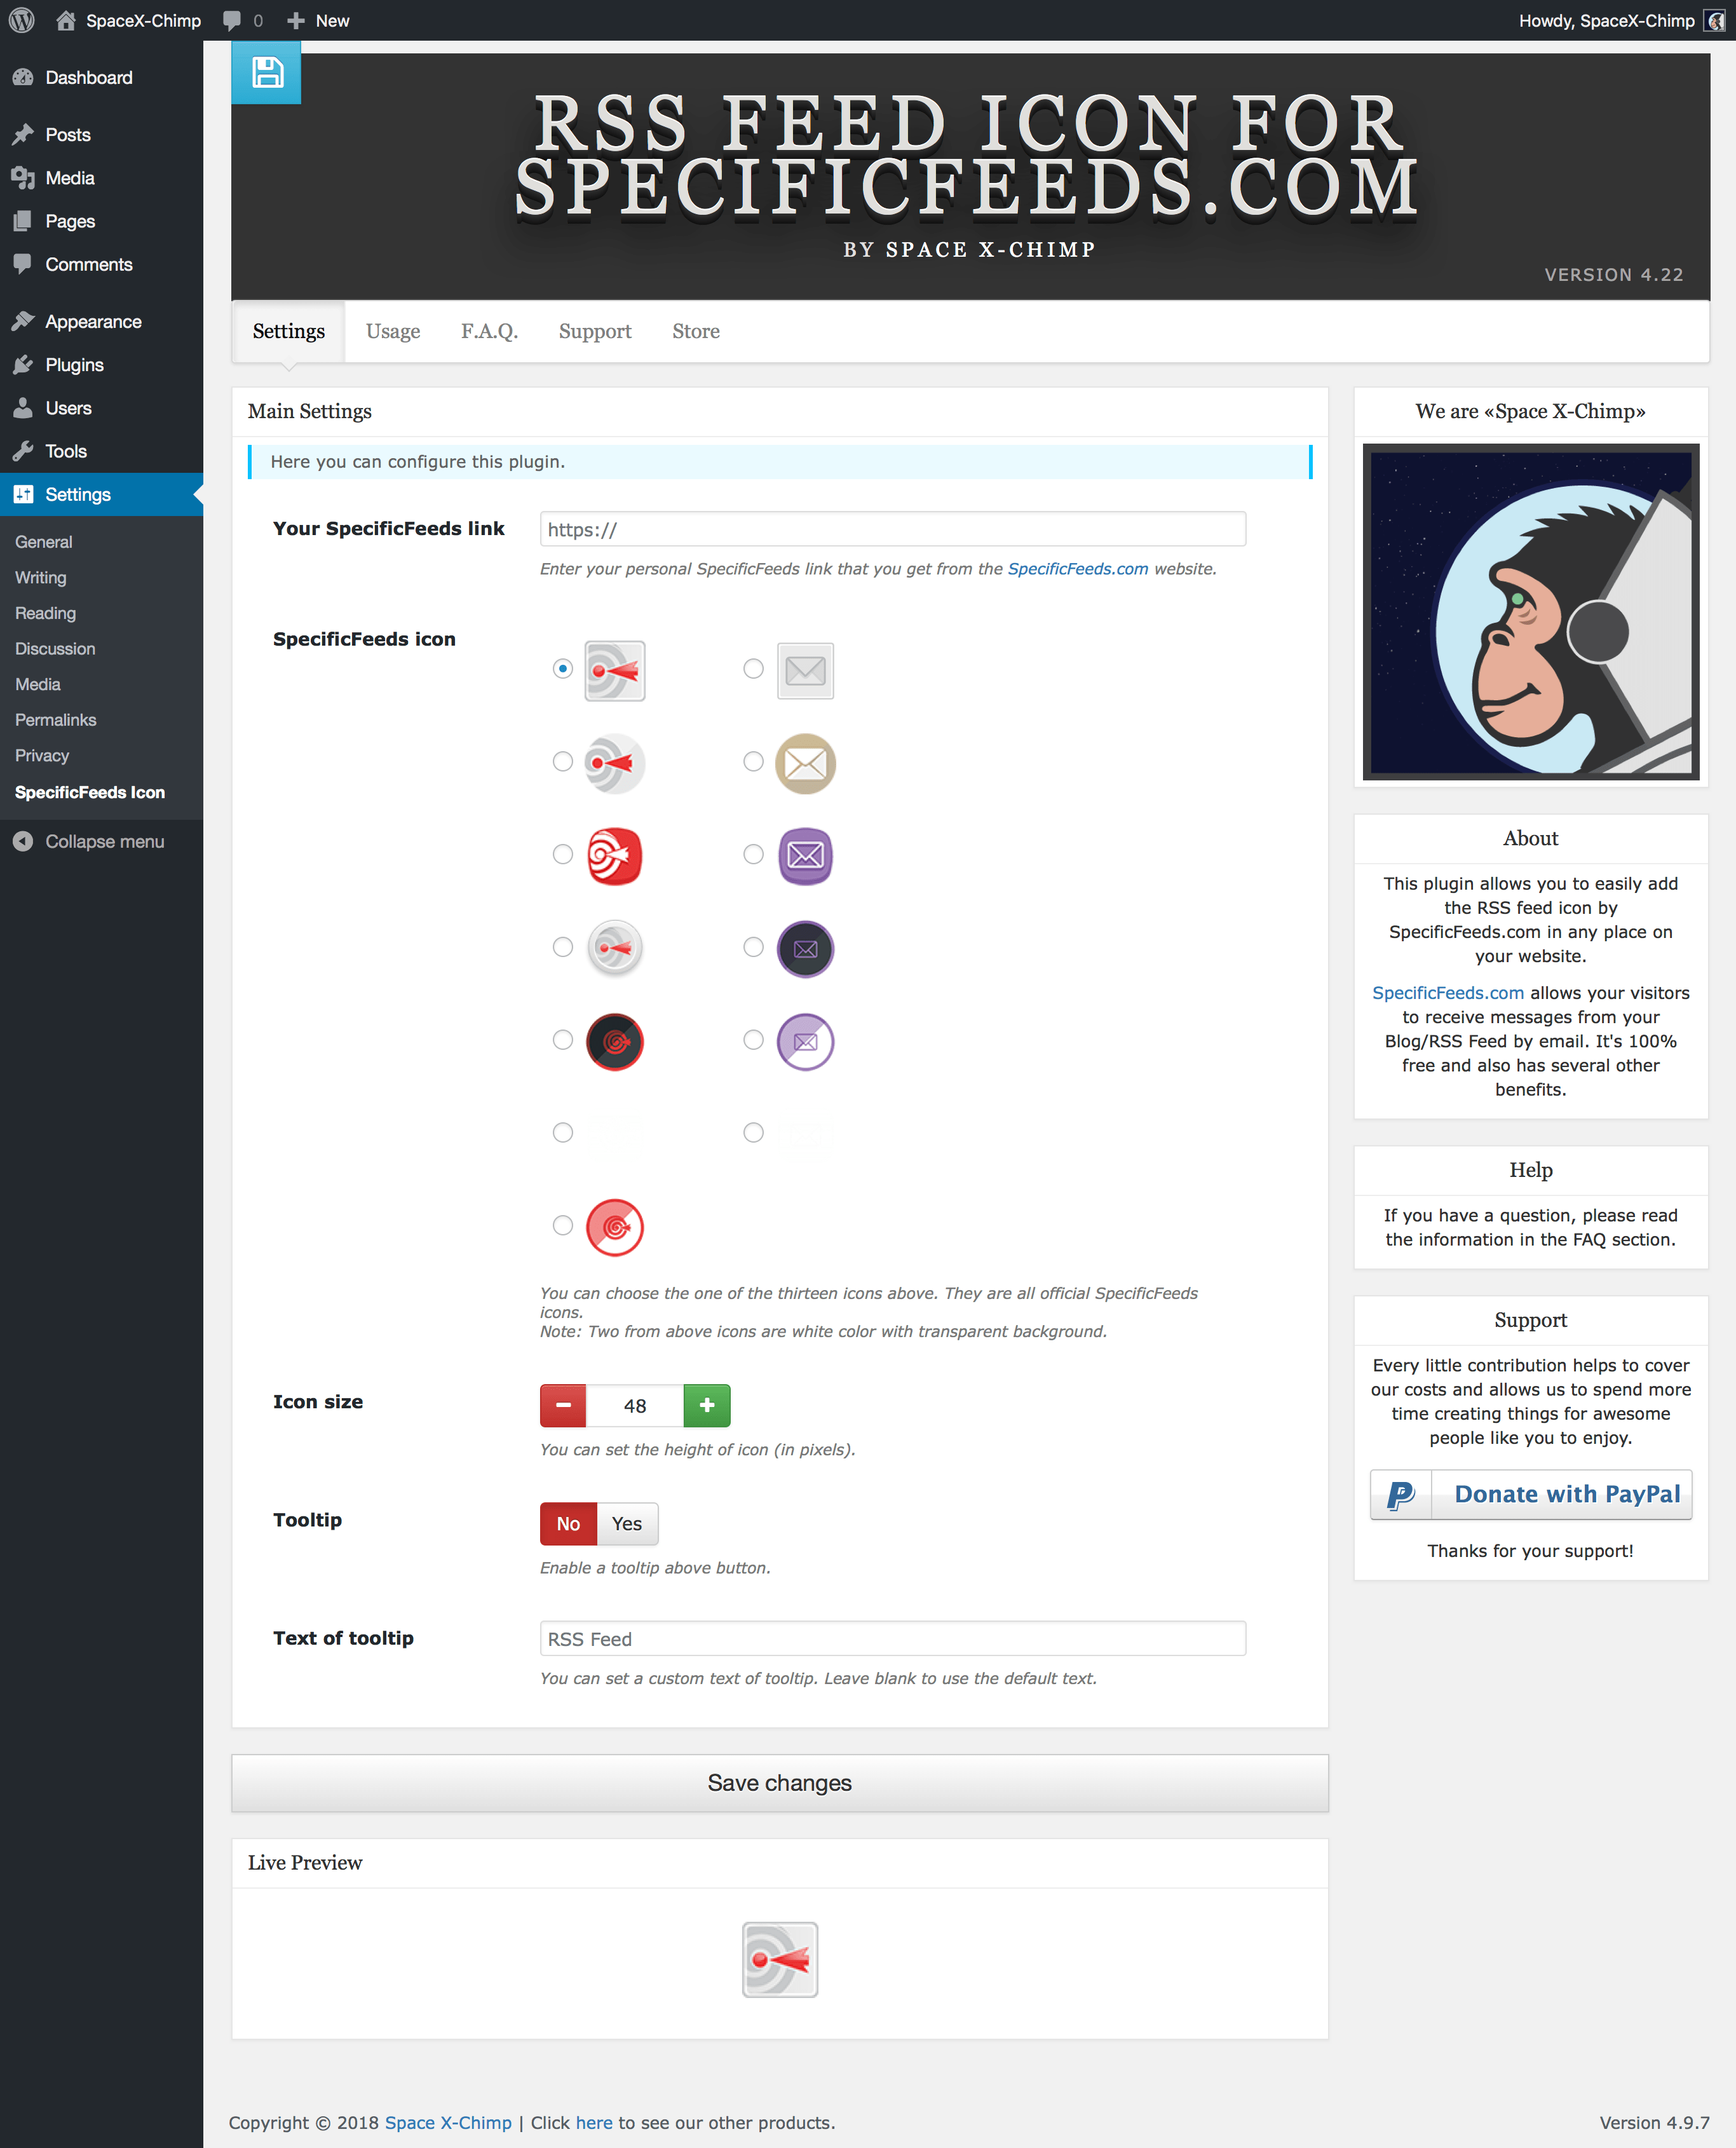 SpaceX-Chimp
0
New
Howdy, SpaceX-Chimp
Dashboard
Posts
Media
Pages
Comments
Appearance
Plugins
Users
Tools
Settings
General
Writing
Reading
Discussion
Media
Permalinks
Privacy
SpecificFeeds Icon
Collapse menu
RSS FEED ICON FOR
SPECIFICFEEDS.COM
BY SPACE X-CHIMP
VERSION 4.22
Settings
Usage
F.A.Q.
Support
Store
Main Settings
Here you can configure this plugin.
Your SpecificFeeds link
https://
Enter your personal SpecificFeeds link that you get from the SpecificFeeds.com website.
SpecificFeeds icon
You can choose the one of the thirteen icons above. They are all official SpecificFeeds
icons.
Note: Two from above icons are white color with transparent background.
Icon size
48
You can set the height of icon (in pixels).
Tooltip
No
Yes
Enable a tooltip above button.
Text of tooltip
RSS Feed
You can set a custom text of tooltip. Leave blank to use the default text.
Save changes
Live Preview
We are «Space X-Chimp»
About
This plugin allows you to easily add
the RSS feed icon by
SpecificFeeds.com in any place on
your website.
SpecificFeeds.com allows your visitors
to receive messages from your
Blog/RSS Feed by email. It's 100%
free and also has several other
benefits.
Help
If you have a question, please read
the information in the FAQ section.
Support
Every little contribution helps to cover
our costs and allows us to spend more
time creating things for awesome
people like you to enjoy.
Donate with PayPal
Thanks for your support!
Copyright © 2018 Space X-Chimp | Click here to see our other products.
Version 4.9.7